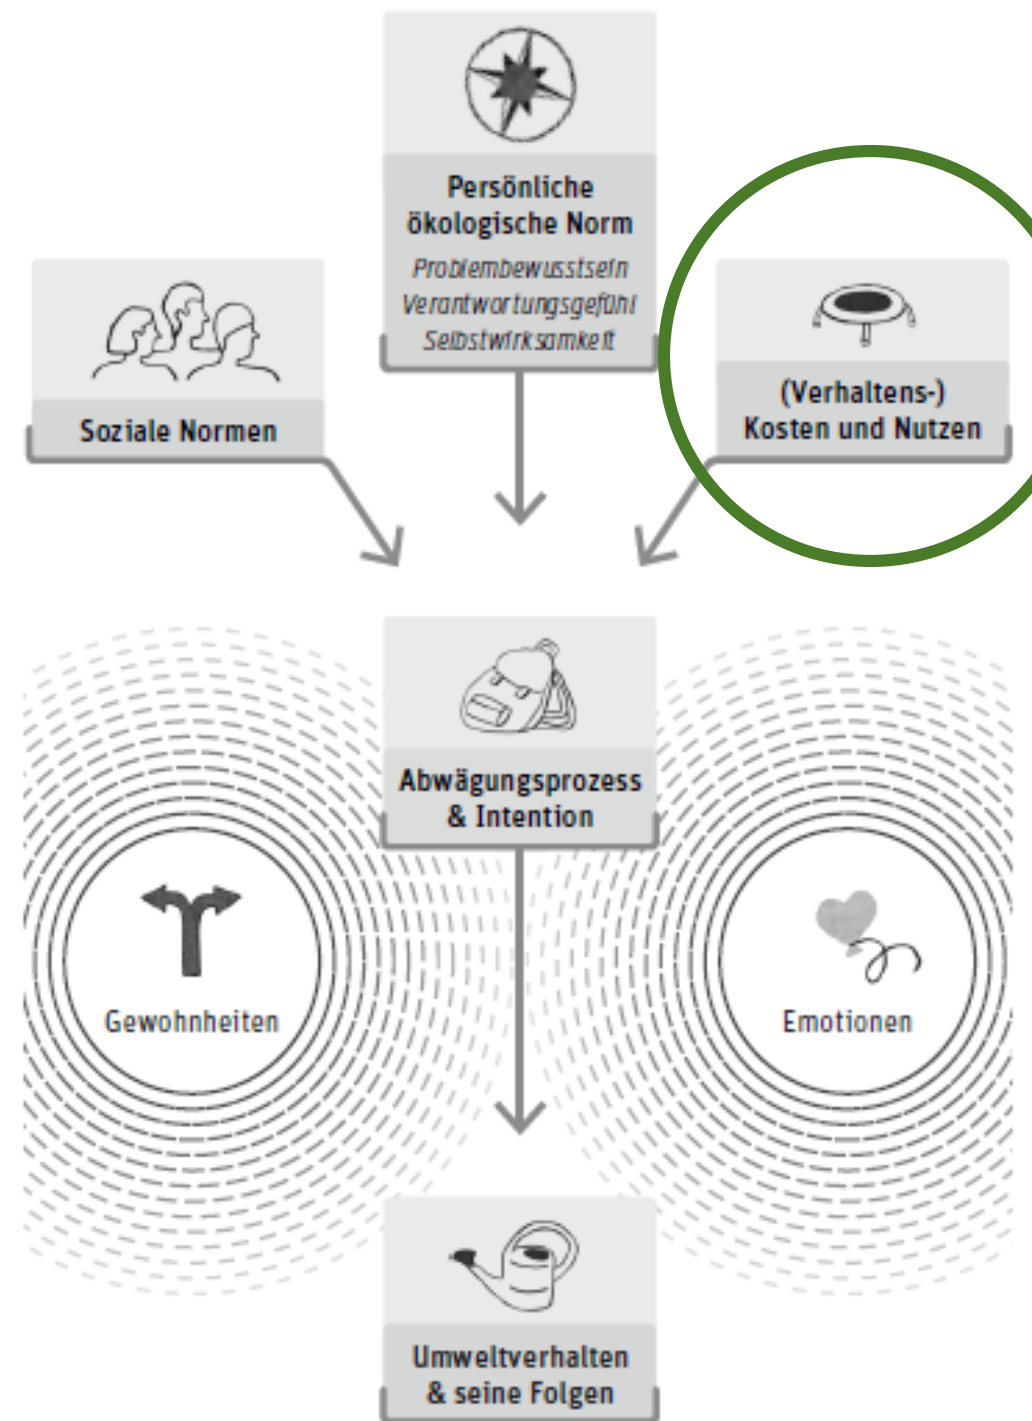 Persönliche
ökologische Norm
Problembewusstsein
Verantwortungsgefühl
Selbstwirksamkeit
Soziale Normen
(Verhaltens-)
Kosten und Nutzen
Abwägungsprozess
& Intention
Gewohnheiten
Emotionen
Umweltverhalten
& seine Folgen